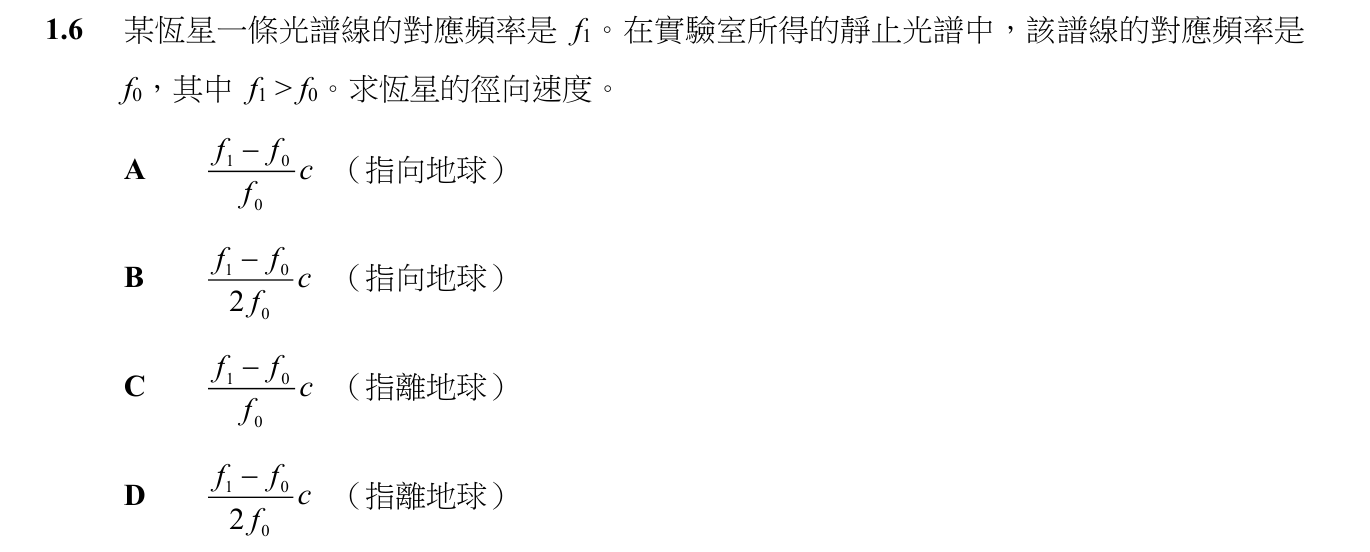 1.6 某恆星一條光譜線的對應頻率是 f₁。在實驗室所得的靜止光譜中，該譜線的對應頻率是
f₀，其中 f₁ > f₀。求恆星的徑向速度。
A (f₁ − f₀)/f₀ c （指向地球）
B (f₁ − f₀)/2f₀ c （指向地球）
C (f₁ − f₀)/f₀ c （指離地球）
D (f₁ − f₀)/2f₀ c （指離地球）